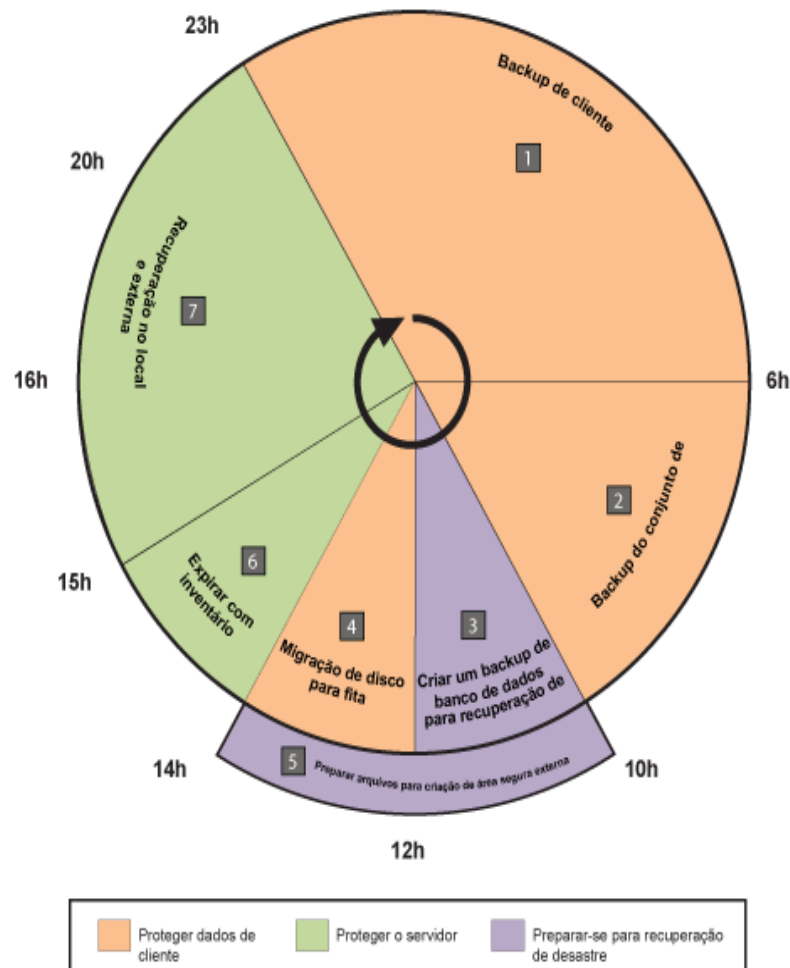 23h
Backup de cliente
1
20h
Recuperação no local
e externa
7
16h
6h
2
Backup do conjunto de
15h
6
Expirar com
inventário
4
Migração de disco
para fita
3
Criar um backup de
banco de dados
para recuperação de
14h
5
Preparar arquivos para criação de área segura externa
10h
12h
Proteger dados de
cliente
Proteger o servidor
Preparar-se para recuperação
de desastre